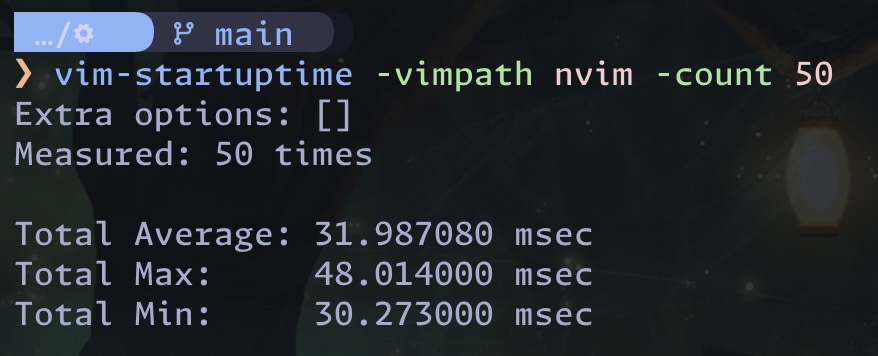 …/⚙ main
❯ vim-startuptime -vimpath nvim -count 50
Extra options: []
Measured: 50 times
Total Average: 31.987080 msec
Total Max: 48.014000 msec
Total Min: 30.273000 msec